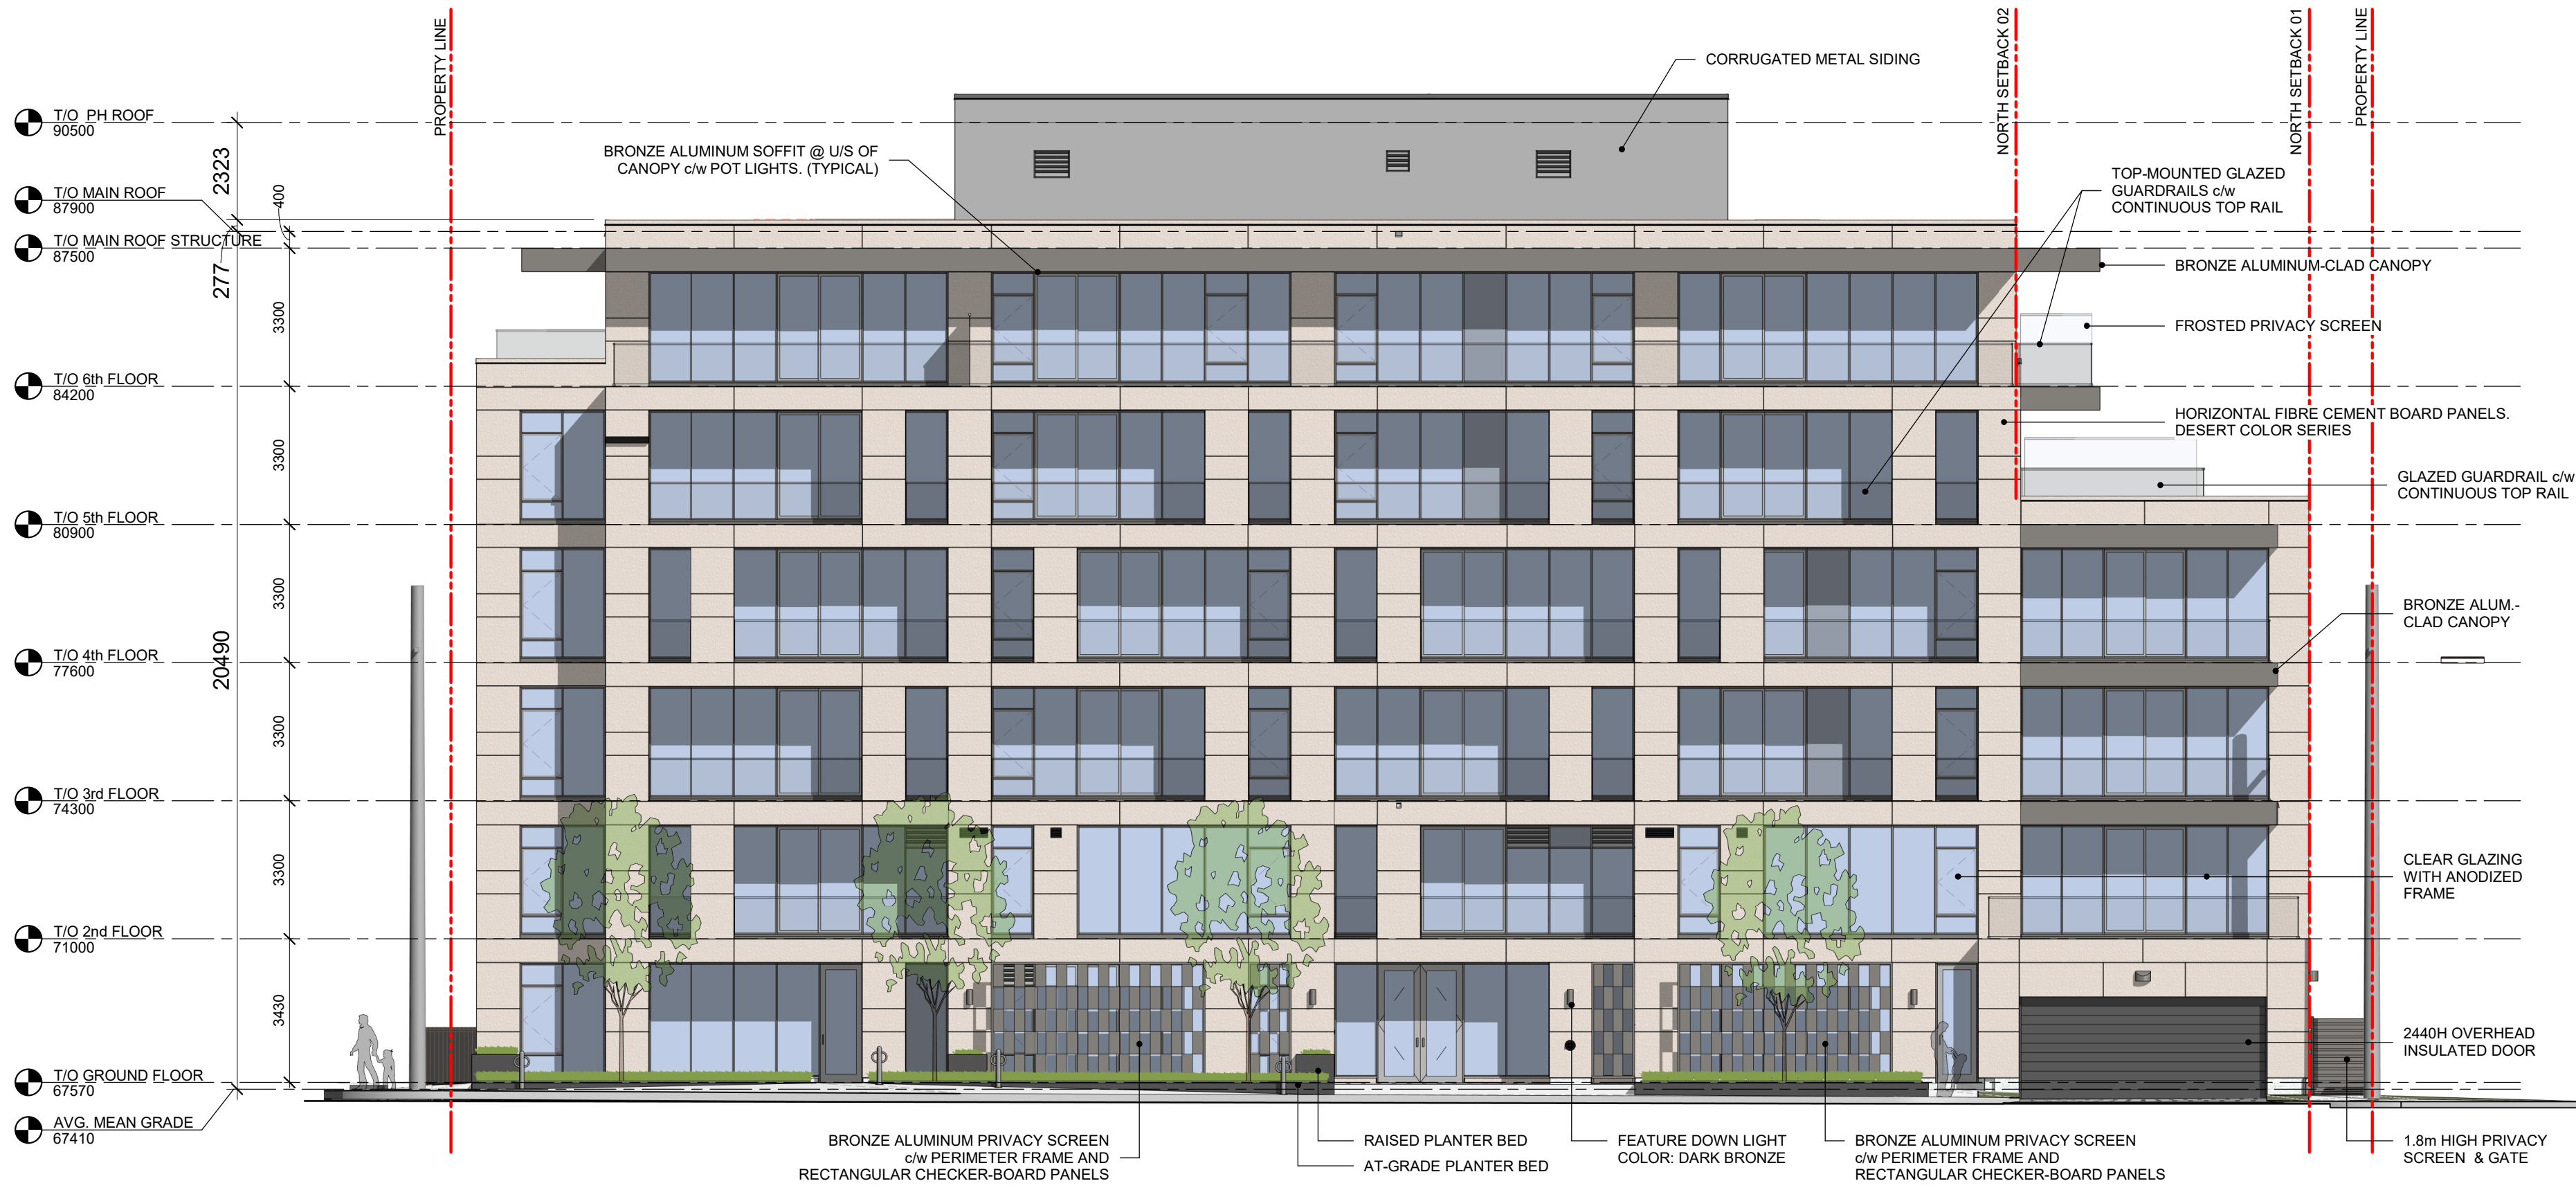 PROPERTY LINE
NORTH SETBACK 02
NORTH SETBACK 01
PROPERTY LINE
CORRUGATED METAL SIDING
T/O PH ROOF
90500
2323
BRONZE ALUMINUM SOFFIT @ U/S OF
CANOPY c/w POT LIGHTS. (TYPICAL)
TOP-MOUNTED GLAZED
GUARDRAILS c/w
CONTINUOUS TOP RAIL
T/O MAIN ROOF
87900
400
T/O MAIN ROOF STRUCTURE
87500
277
BRONZE ALUMINUM-CLAD CANOPY
3300
FROSTED PRIVACY SCREEN
T/O 6th FLOOR
84200
HORIZONTAL FIBRE CEMENT BOARD PANELS.
DESERT COLOR SERIES
3300
GLAZED GUARDRAIL c/w
CONTINUOUS TOP RAIL
T/O 5th FLOOR
80900
3300
BRONZE ALUM.-
CLAD CANOPY
T/O 4th FLOOR
77600
20490
3300
T/O 3rd FLOOR
74300
3300
CLEAR GLAZING
WITH ANODIZED
FRAME
T/O 2nd FLOOR
71000
3430
2440H OVERHEAD
INSULATED DOOR
T/O GROUND FLOOR
67570
AVG. MEAN GRADE
67410
BRONZE ALUMINUM PRIVACY SCREEN
c/w PERIMETER FRAME AND
RECTANGULAR CHECKER-BOARD PANELS
RAISED PLANTER BED
AT-GRADE PLANTER BED
FEATURE DOWN LIGHT
COLOR: DARK BRONZE
BRONZE ALUMINUM PRIVACY SCREEN
c/w PERIMETER FRAME AND
RECTANGULAR CHECKER-BOARD PANELS
1.8m HIGH PRIVACY
SCREEN & GATE